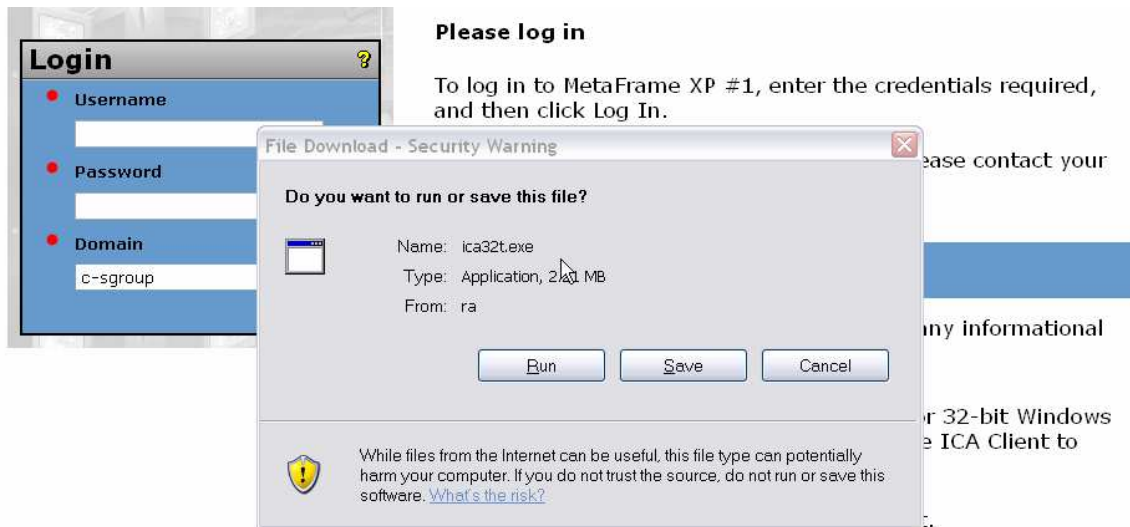 Login
?
Username
Password
Domain
c-sgroup
Please log in
To log in to MetaFrame XP #1, enter the credentials required,
and then click Log In.
ease contact your
any informational
or 32-bit Windows
e ICA Client to
File Download - Security Warning
Do you want to run or save this file?
Name: ica32t.exe
Type: Application, MB
From: ra
Run Save Cancel
While files from the Internet can be useful, this file type can potentially
harm your computer. If you do not trust the source, do not run or save this
software. What's the risk?